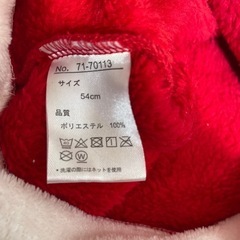 No. 71-70113
サイズ
54cm
品質
ポリエステル 100%
*洗濯の際にはネットを使用